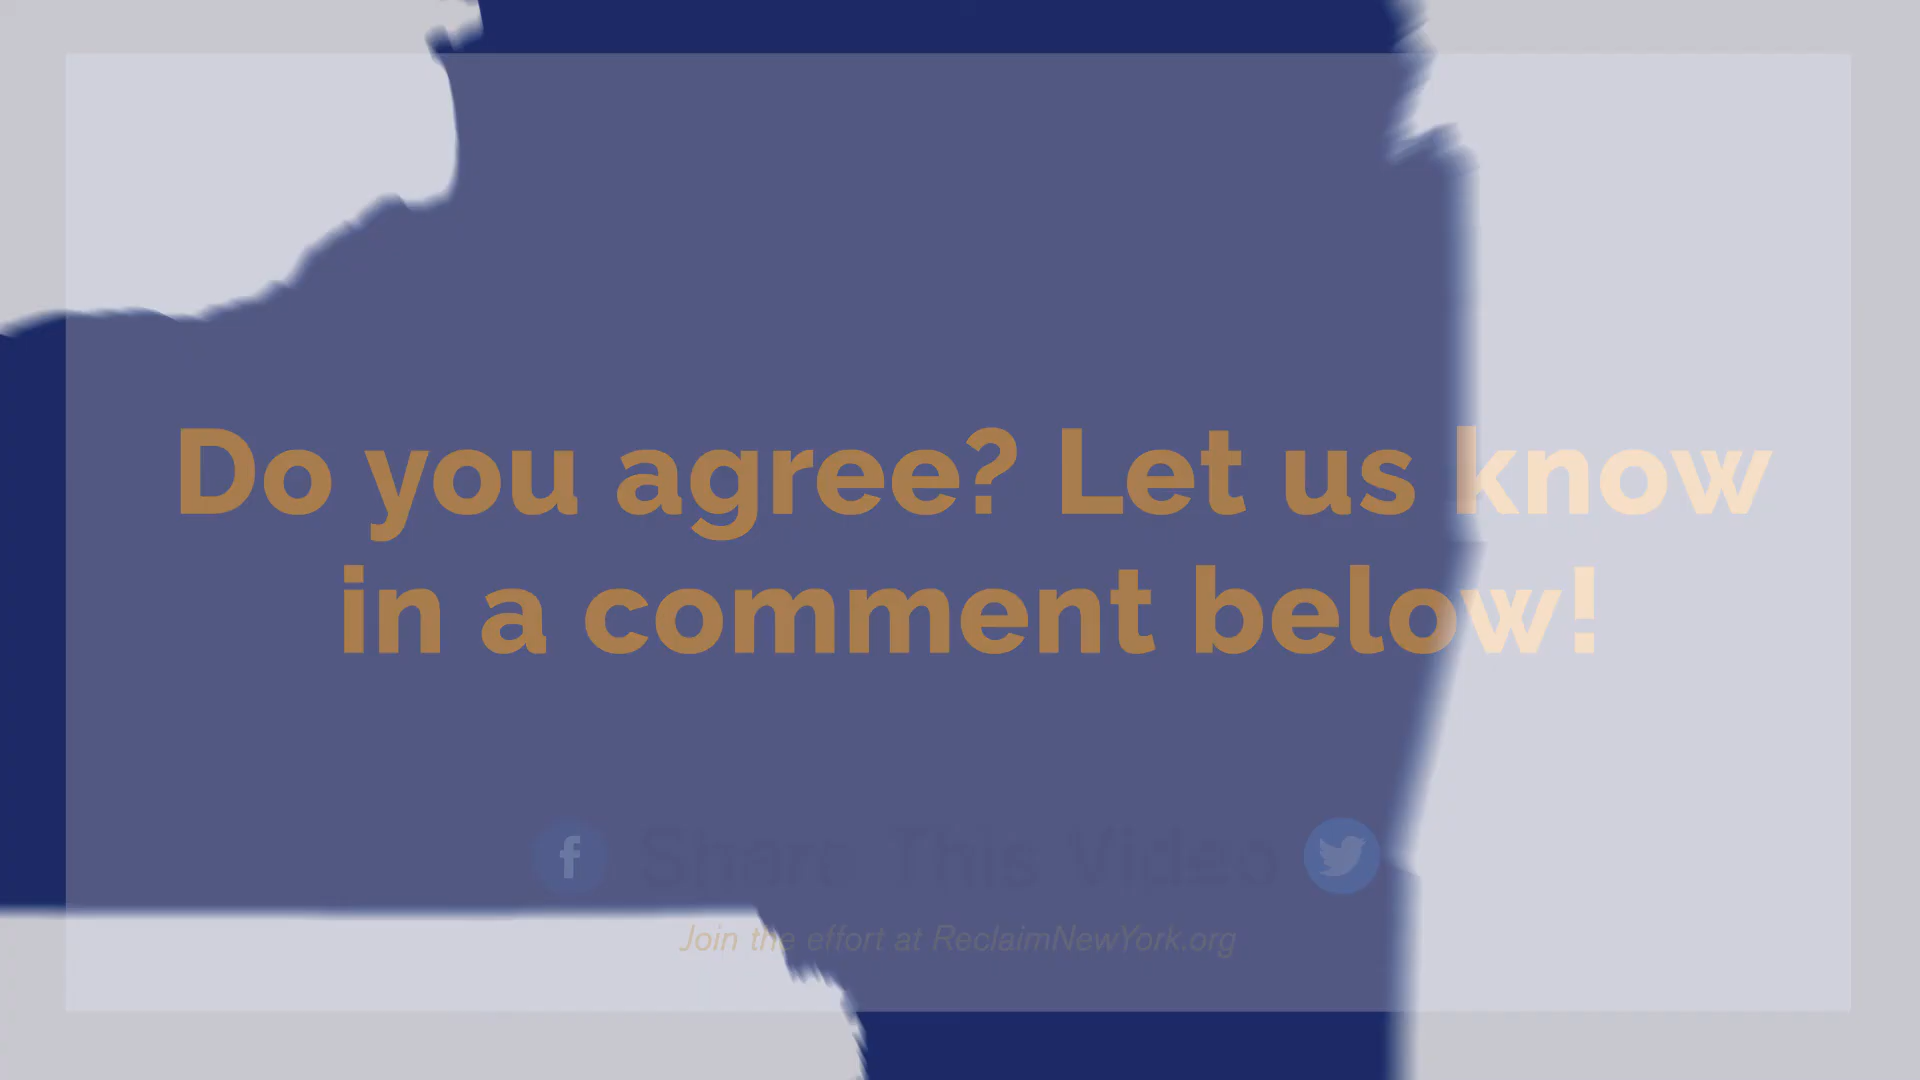 Do you agree? Let us know
in a comment below!
f Share This Video
Join the effort at ReclaimNewYork.org